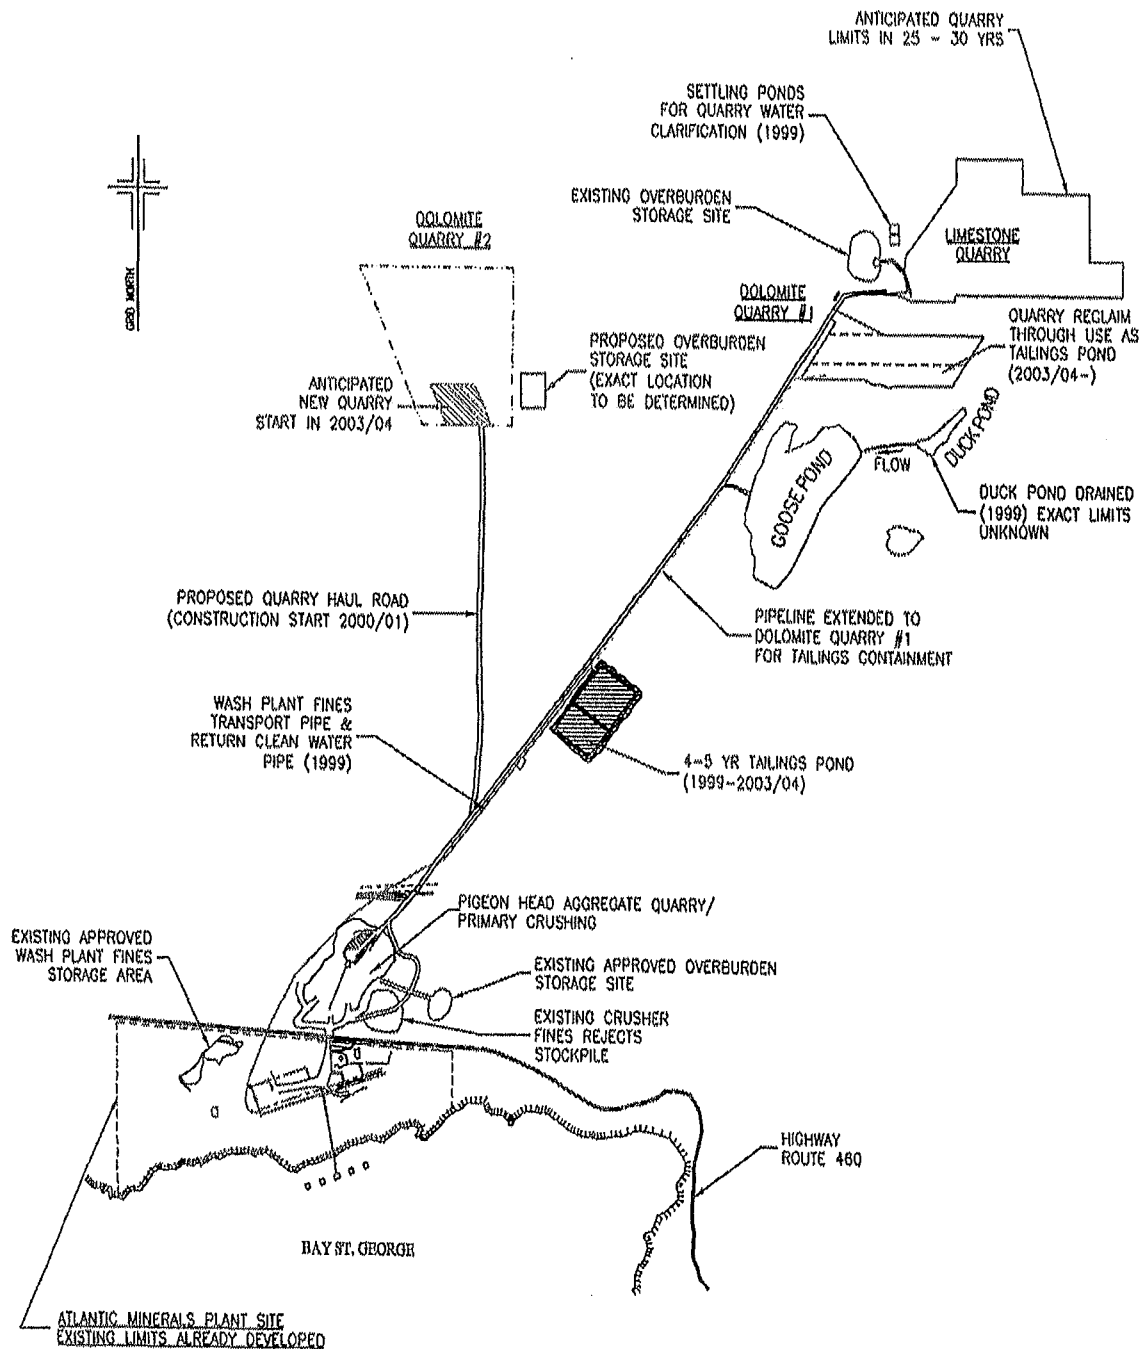 ANTICIPATED QUARRY
LIMITS IN 25 - 30 YRS
SETTLING PONDS
FOR QUARRY WATER
CLARIFICATION (1999)
EXISTING OVERBURDEN
STORAGE SITE
LIMESTONE
QUARRY
GRID NORTH
DOLOMITE
QUARRY #2
DOLOMITE
QUARRY #1
QUARRY RECLAIM
THROUGH USE AS
TAILINGS POND
(2003/04-)
PROPOSED OVERBURDEN
STORAGE SITE
(EXACT LOCATION
TO BE DETERMINED)
ANTICIPATED
NEW QUARRY
START IN 2003/04
GOOSE POND
FLOW
DUCK POND
DUCK POND DRAINED
(1999) EXACT LIMITS
UNKNOWN
PROPOSED QUARRY HAUL ROAD
(CONSTRUCTION START 2000/01)
PIPELINE EXTENDED TO
DOLOMITE QUARRY #1
FOR TAILINGS CONTAINMENT
WASH PLANT FINES
TRANSPORT PIPE &
RETURN CLEAN WATER
PIPE (1999)
4-5 YR TAILINGS POND
(1999-2003/04)
PIGEON HEAD AGGREGATE QUARRY/
PRIMARY CRUSHING
EXISTING APPROVED
WASH PLANT FINES
STORAGE AREA
EXISTING APPROVED OVERBURDEN
STORAGE SITE
EXISTING CRUSHER
FINES REJECTS
STOCKPILE
HIGHWAY
ROUTE 460
BAY ST. GEORGE
ATLANTIC MINERALS PLANT SITE
EXISTING LIMITS ALREADY DEVELOPED